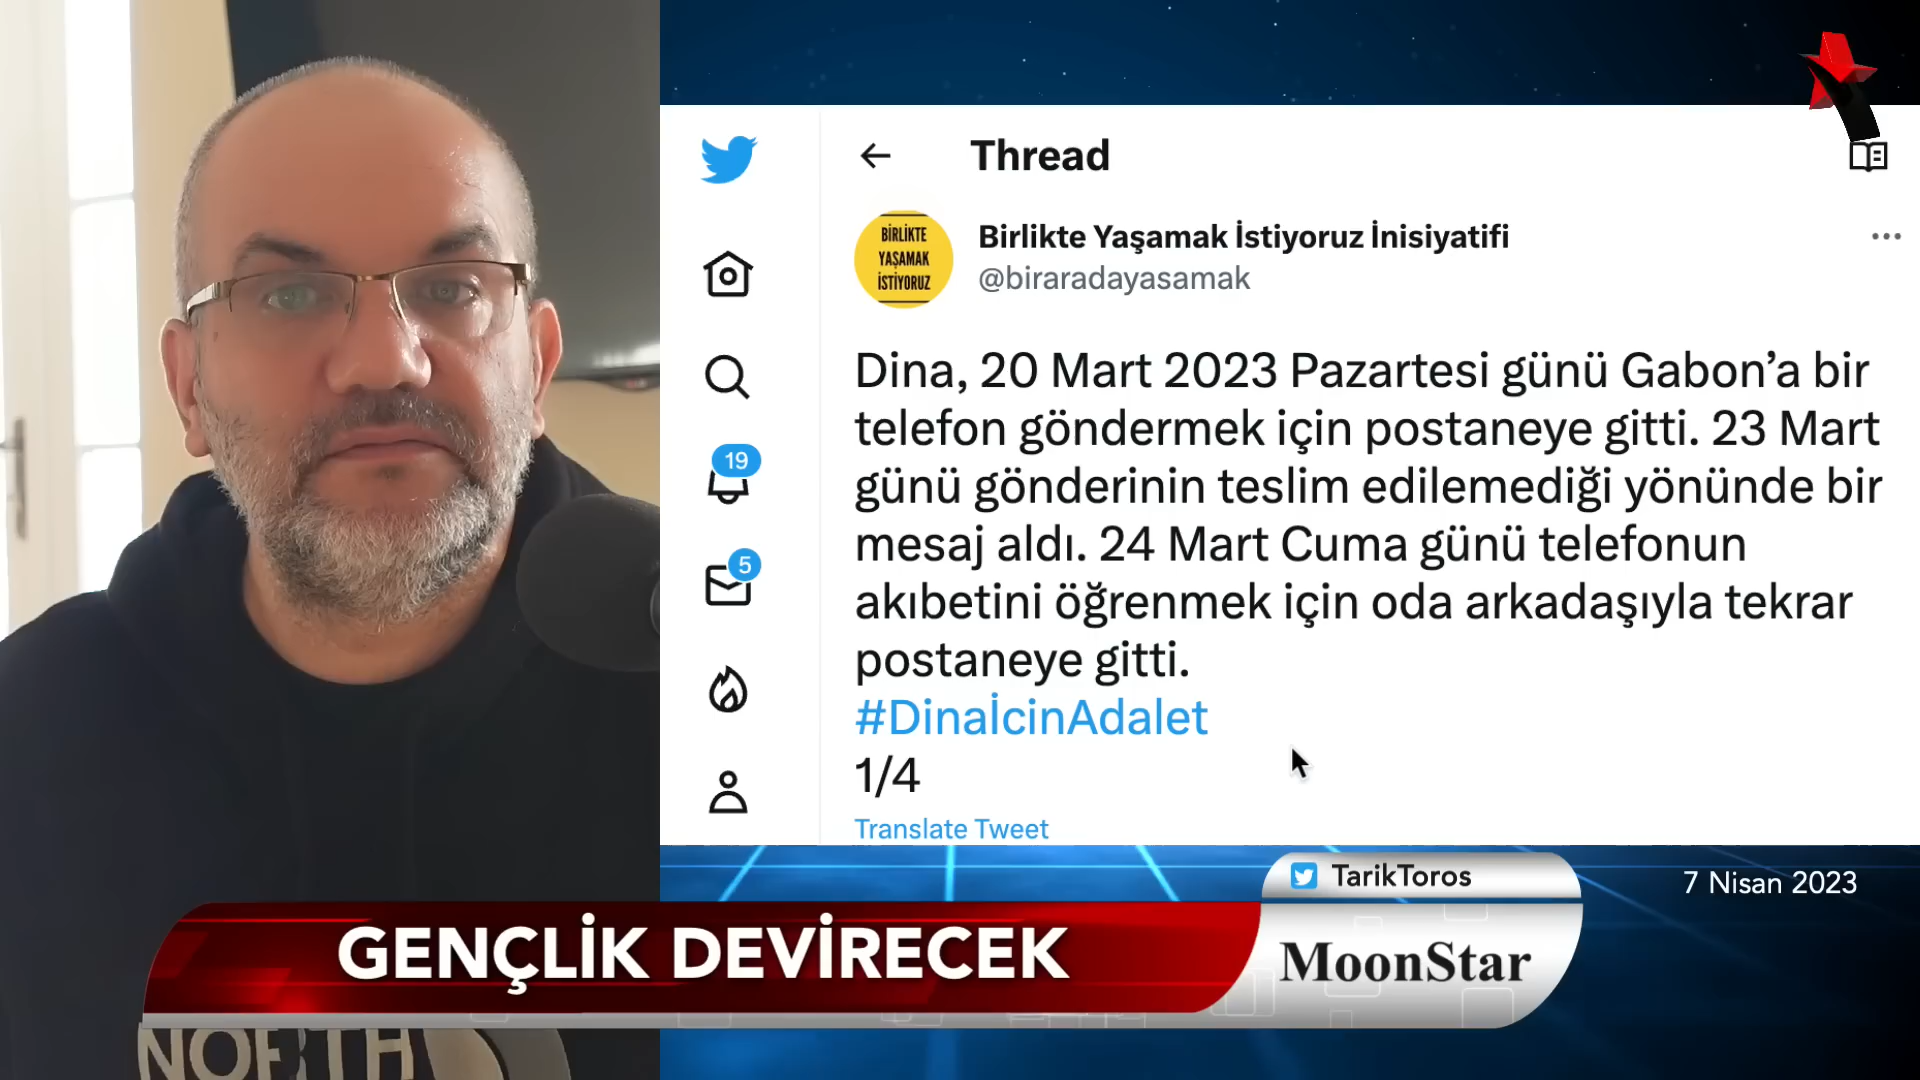 Thread
BİRLİKTE
YAŞAMAK
İSTİYORUZ
Birlikte Yaşamak İstiyoruz İnisiyatifi
@biraradayasamak
Dina, 20 Mart 2023 Pazartesi günü Gabon’a bir
telefon göndermek için postaneye gitti. 23 Mart
günü gönderinin teslim edilemediği yönünde bir
mesaj aldı. 24 Mart Cuma günü telefonun
akıbetini öğrenmek için oda arkadaşıyla tekrar
postaneye gitti.
#DinaİcinAdalet
1/4
Translate Tweet
19
5
TarikToros
7 Nisan 2023
GENÇLİK DEVİRECEK
MoonStar
NORTH